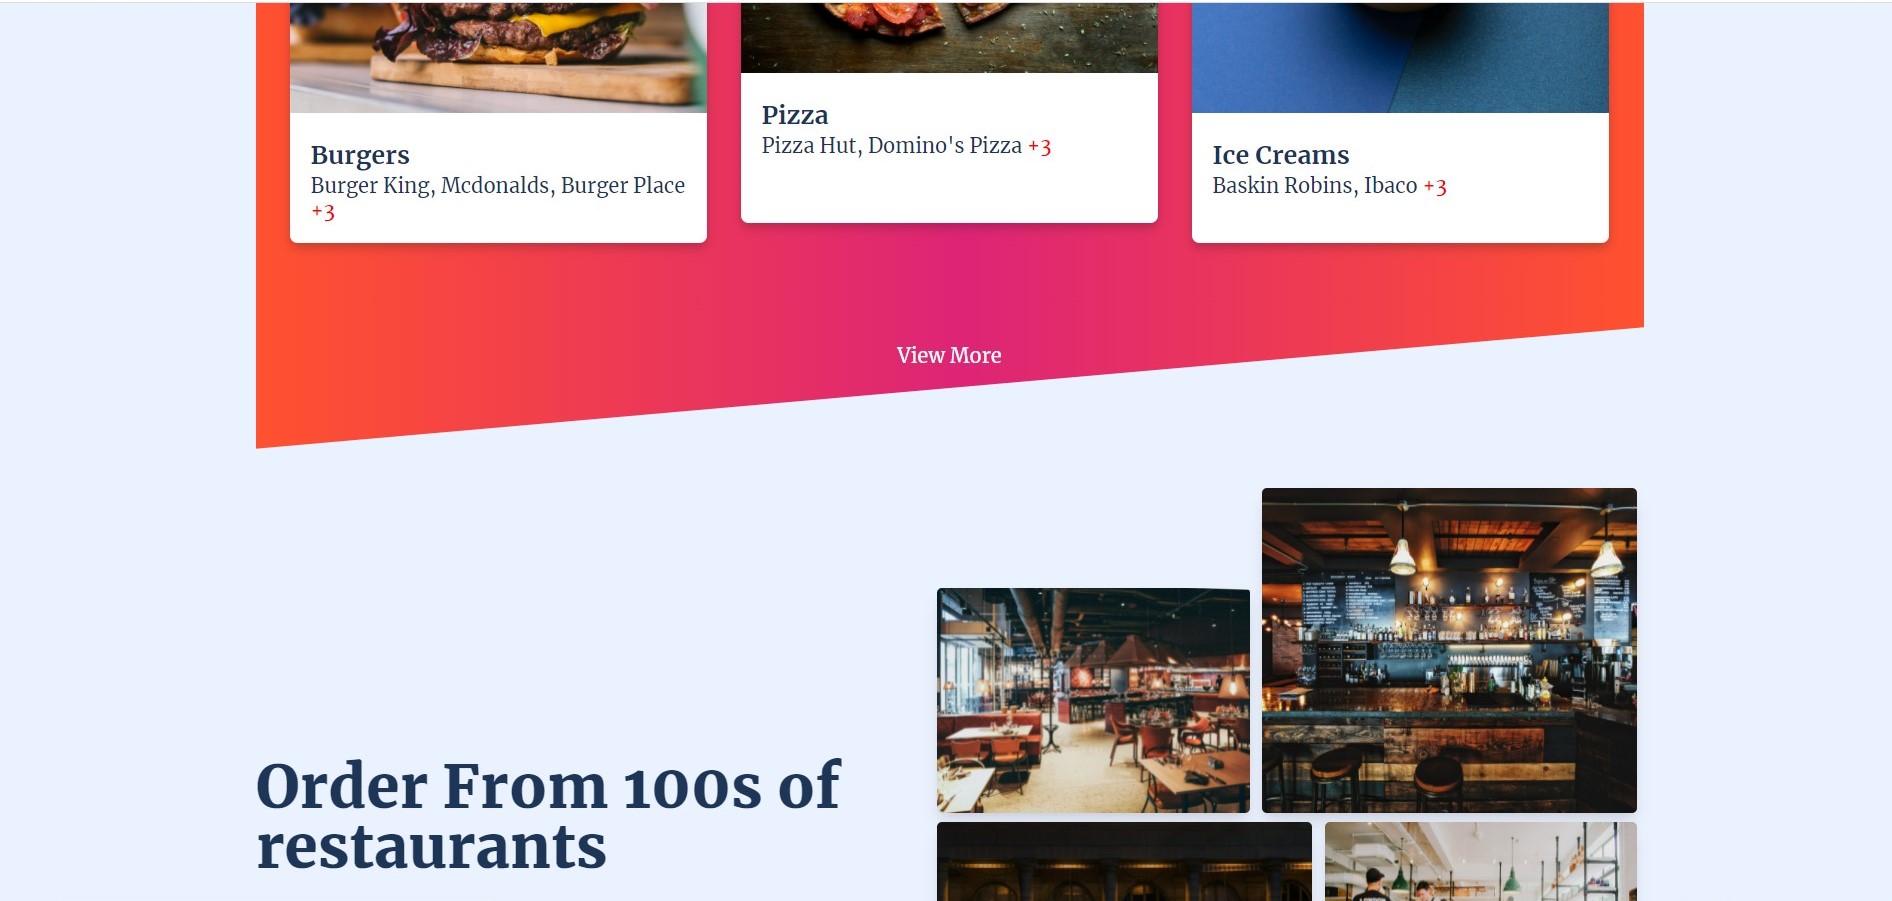 Burgers
Burger King, Mcdonalds, Burger Place
+3
Pizza
Pizza Hut, Domino's Pizza +3
Ice Creams
Baskin Robins, Ibaco +3
View More
Order From 100s of
restaurants